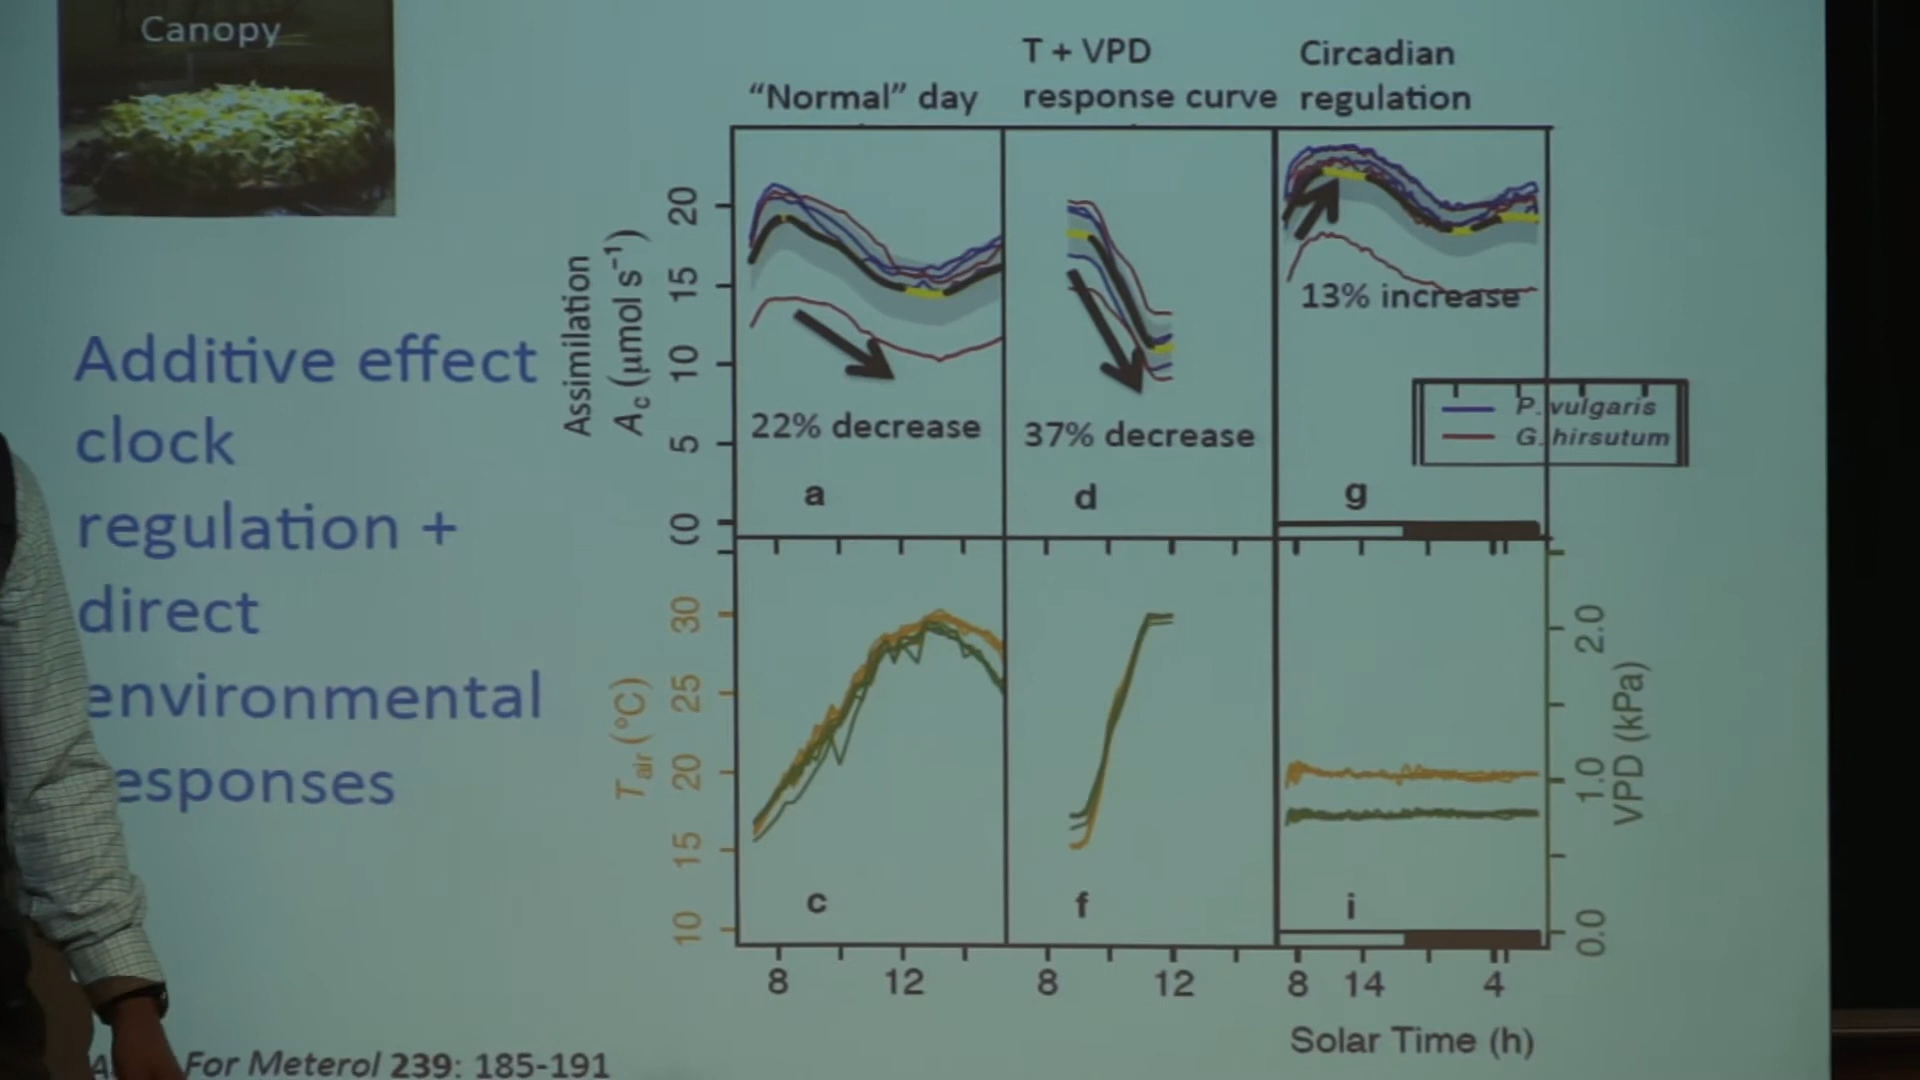 Canopy
Additive effect
clock
regulation +
direct
environmental
responses
For Meterol 239: 185-191
"Normal" day
T + VPD
response curve
Circadian
regulation
Assimilation
Ac (μmol s⁻¹)
20
15
10
5
0
22% decrease
a
37% decrease
d
13% increase
g
P. vulgaris
G. hirsutum
Tair (°C)
30
25
20
15
10
c
f
i
2.0
1.0
0.0
VPD (kPa)
8 12 8 12 8 14 4
Solar Time (h)